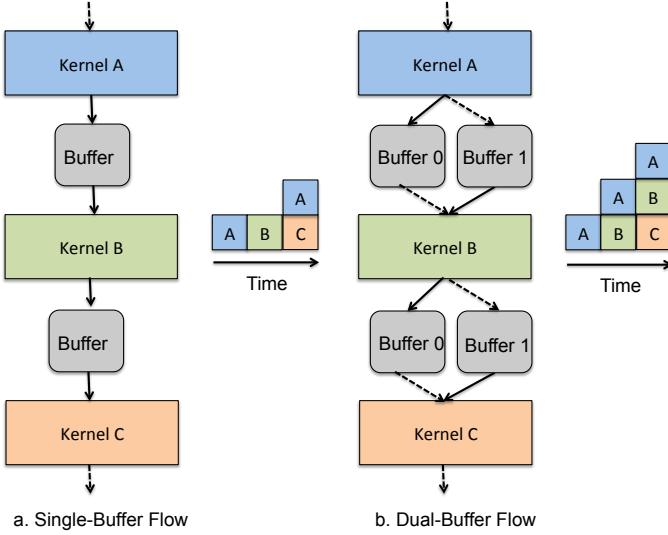 Kernel A
Buffer
Kernel B
Buffer
Kernel C
A
A
B
C
Time
a. Single-Buffer Flow
Kernel A
Buffer 0
Buffer 1
Kernel B
Buffer 0
Buffer 1
Kernel C
A
A
B
A
B
C
Time
b. Dual-Buffer Flow